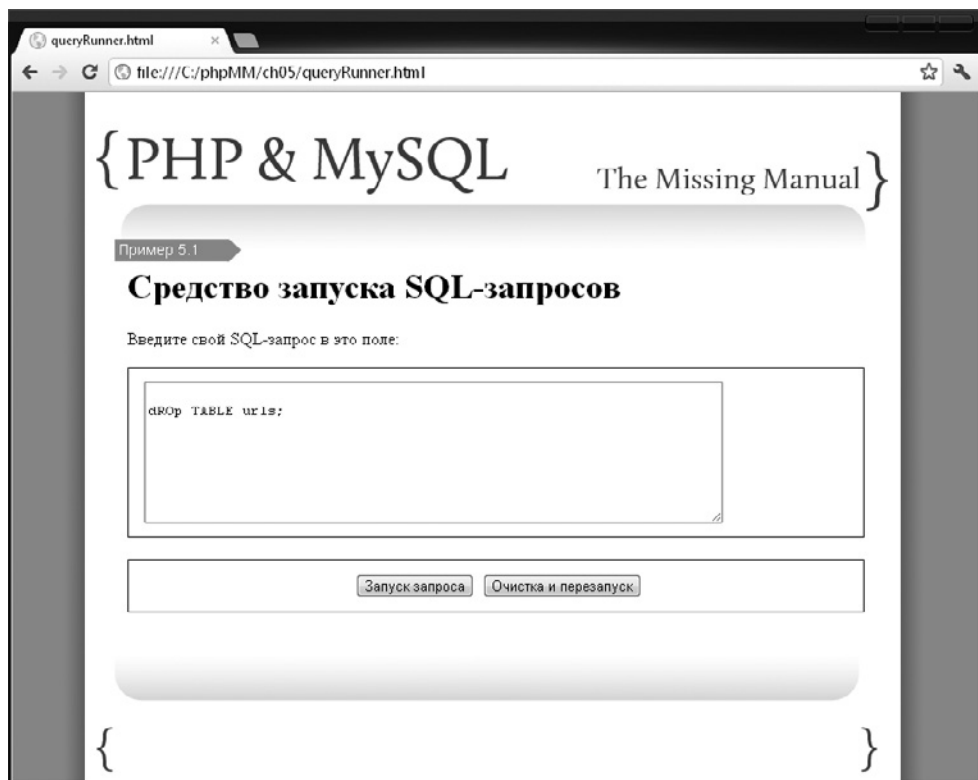 queryRunner.html
file:///C:/phpMM/ch05/queryRunner.html
{PHP & MySQL
The Missing Manual}
Пример 5.1
Средство запуска SQL-запросов
Введите свой SQL-запрос в это поле:
dROp TABLE urls;
Запуск запроса Очистка и перезапуск
{ }